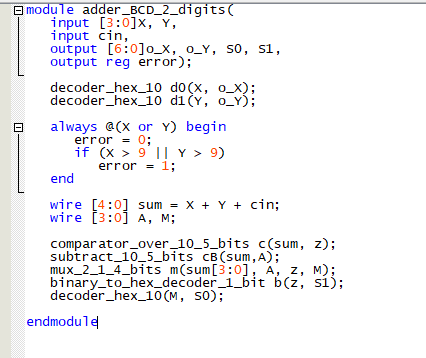 module adder_BCD_2_digits(
input [3:0]X, Y,
input cin,
output [6:0]o_X, o_Y, S0, S1,
output reg error);
decoder_hex_10 d0(X, o_X);
decoder_hex_10 d1(Y, o_Y);
always @(X or Y) begin
error = 0;
if (X > 9 || Y > 9)
error = 1;
end
wire [4:0] sum = X + Y + cin;
wire [3:0] A, M;
comparator_over_10_5_bits c(sum, z);
subtract_10_5_bits cB(sum,A);
mux_2_1_4_bits m(sum[3:0], A, z, M);
binary_to_hex_decoder_1_bit b(z, S1);
decoder_hex_10(M, S0);
endmodule